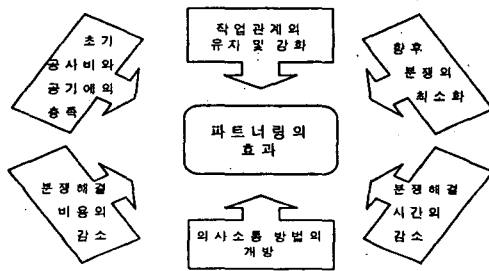 초기
공사비와
공기에의
충족
작업관계의
유지 및 강화
향후
분쟁의
최소화
파트너링의
효과
분쟁해결
비용의
감소
의사소통 방법의
개방
분쟁해결
시간의
감소